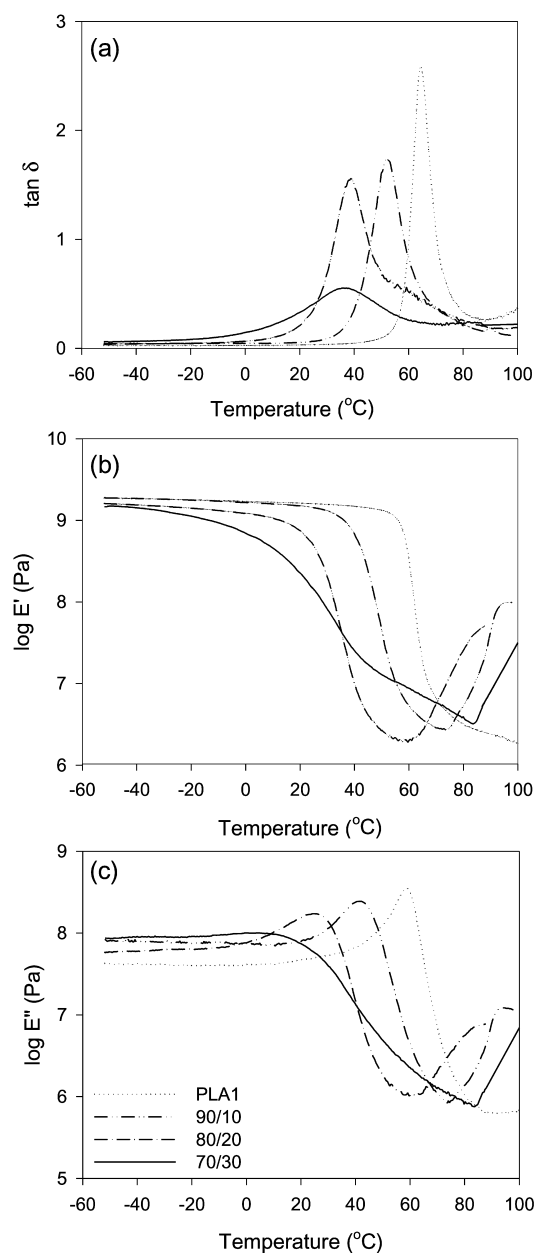 (a)
3
2
1
0
tan δ
-60 -40 -20 0 20 40 60 80 100
Temperature (°C)
(b)
10
9
8
7
6
log E' (Pa)
-60 -40 -20 0 20 40 60 80 100
Temperature (°C)
(c)
9
8
7
6
5
log E" (Pa)
PLA1
90/10
80/20
70/30
-60 -40 -20 0 20 40 60 80 100
Temperature (°C)